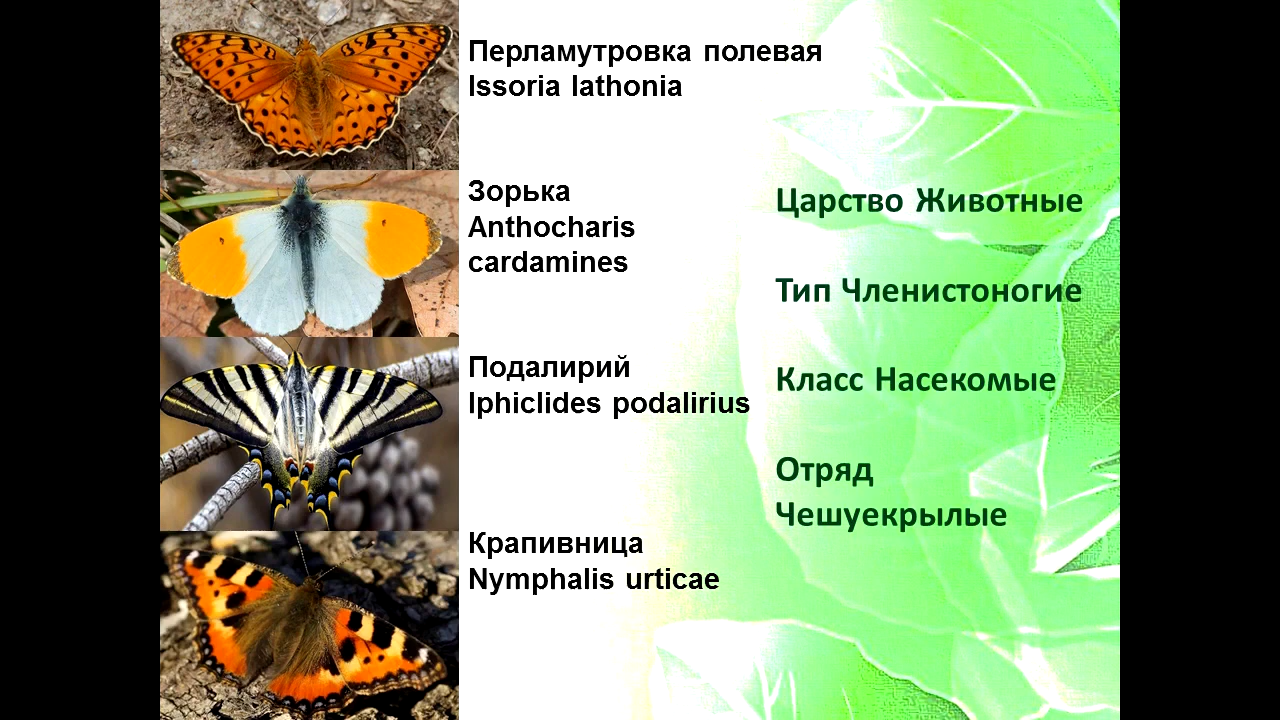 Перламутровка полевая
Issoria lathonia
Зорька
Anthocharis
cardamines
Подалирий
Iphiclides podalirius
Крапивница
Nymphalis urticae
Царство Животные
Тип Членистоногие
Класс Насекомые
Отряд
Чешуекрылые